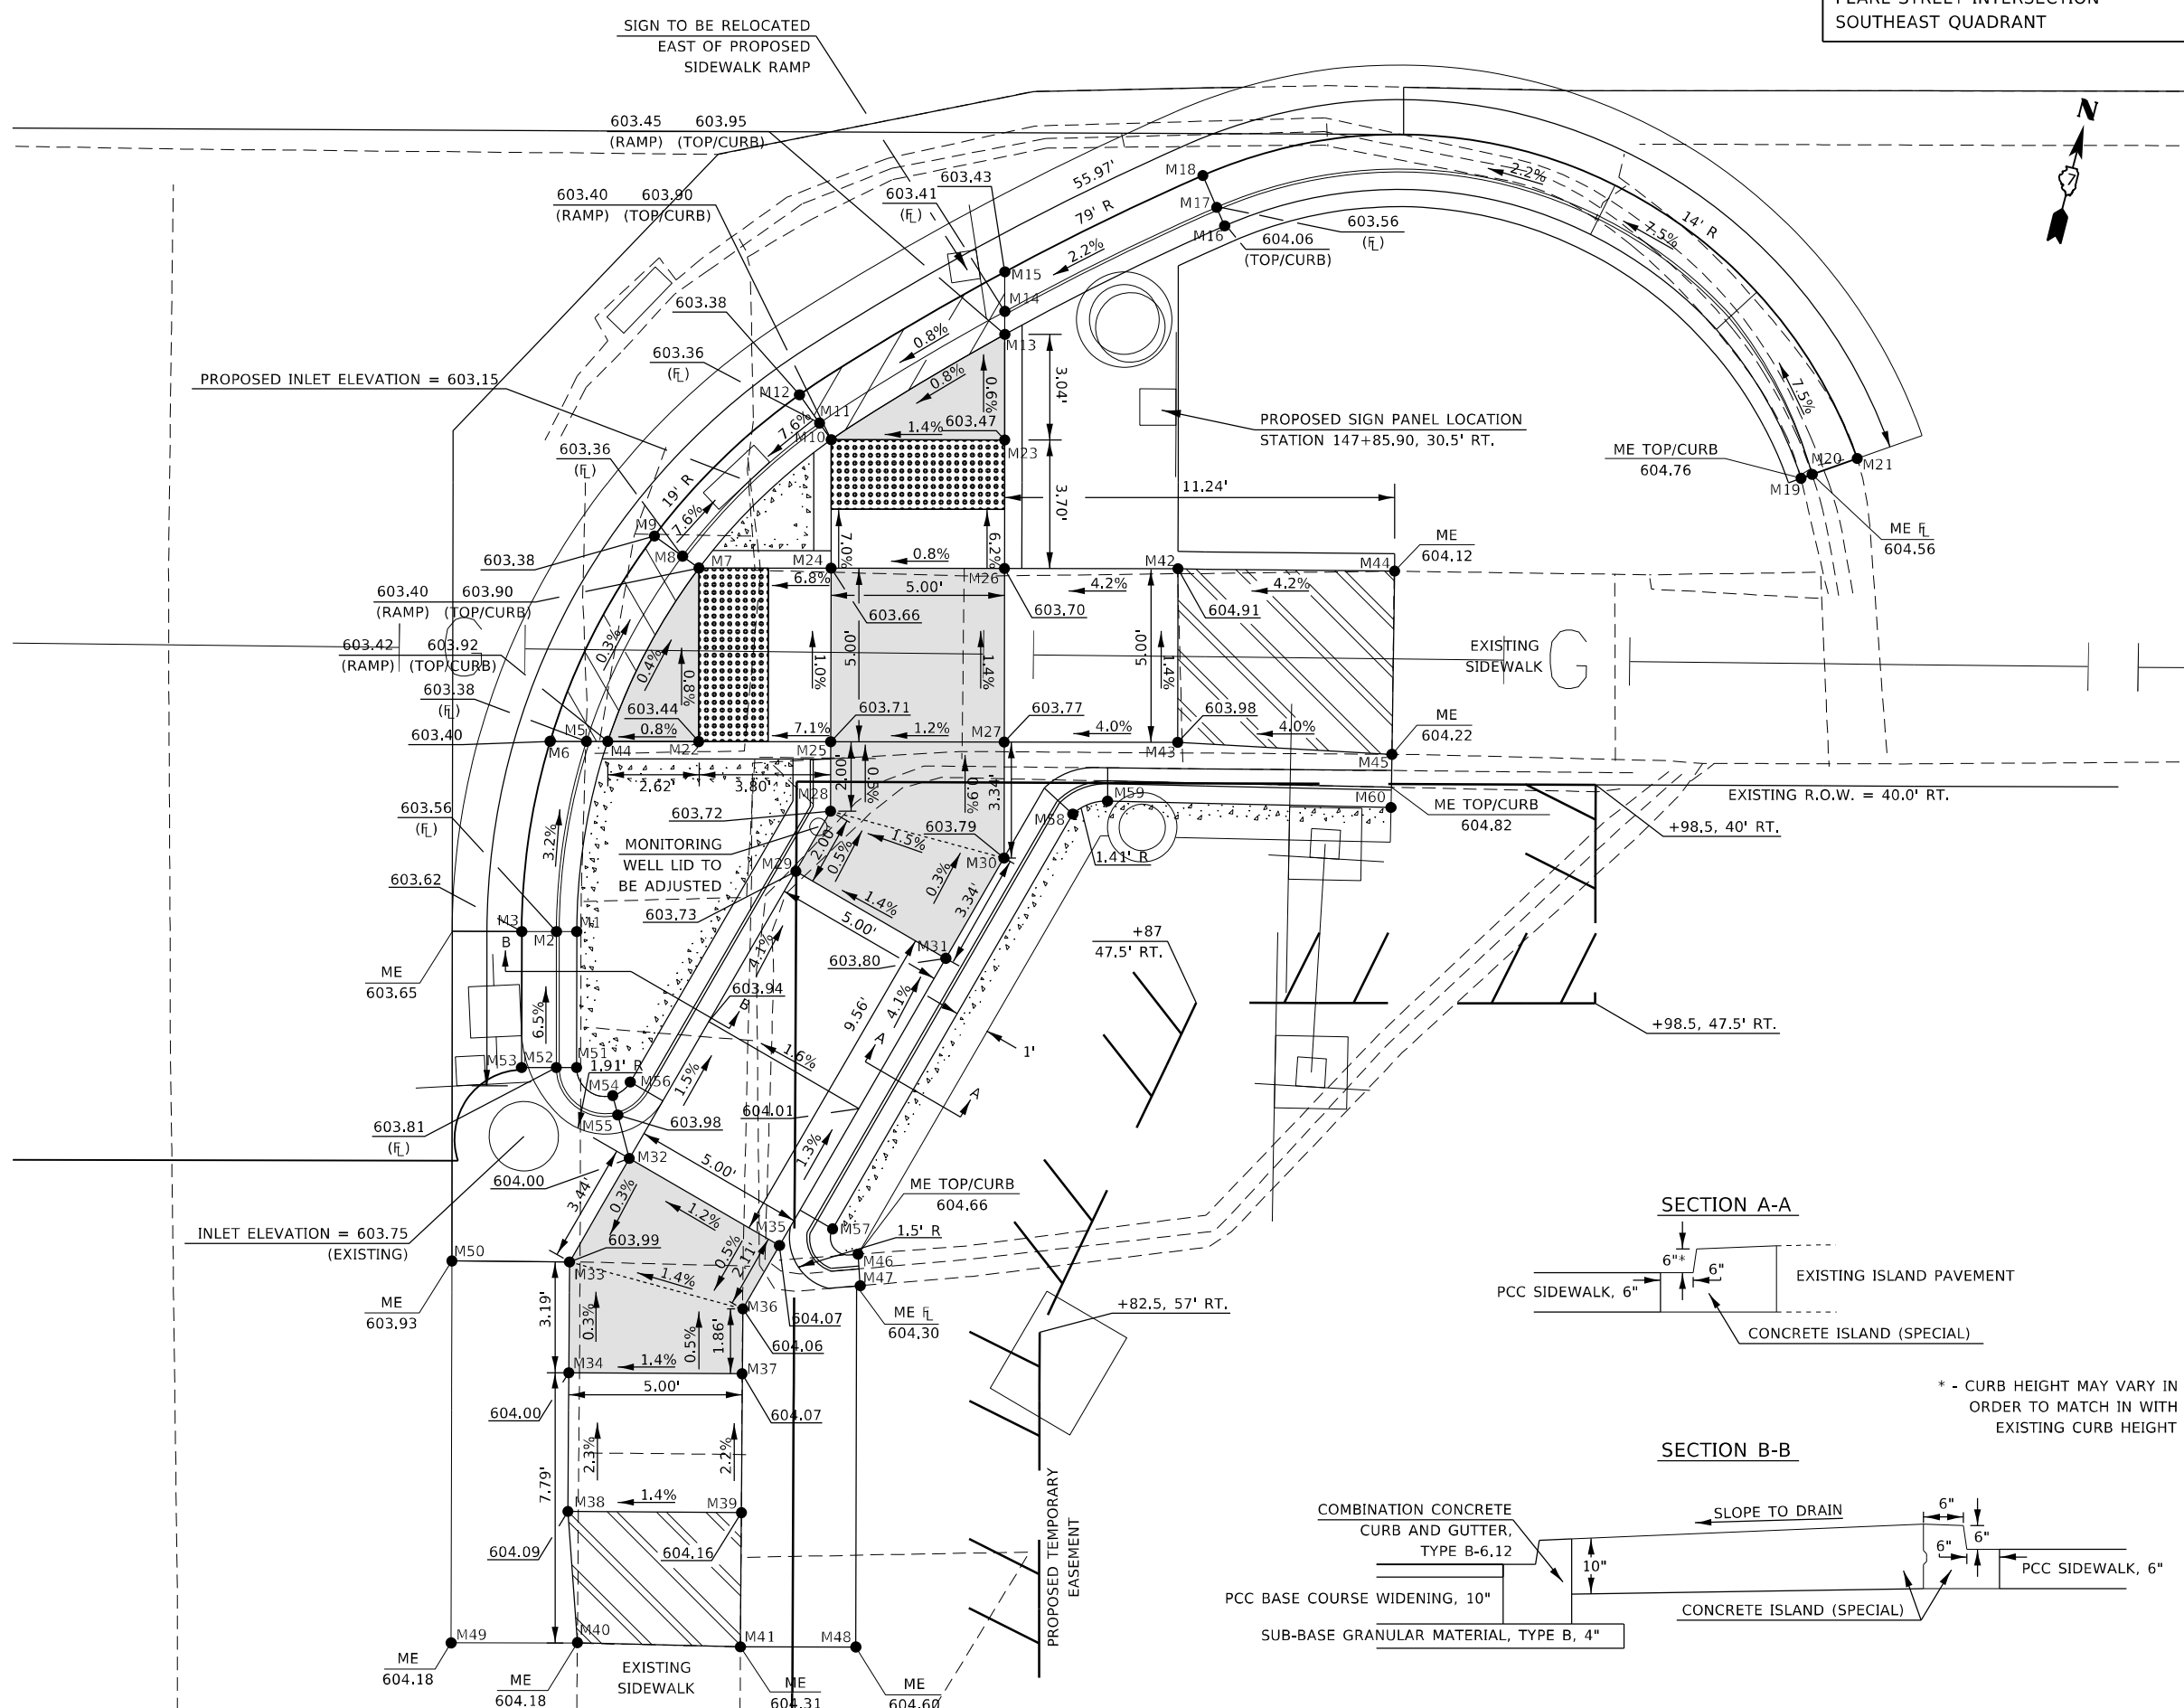 SOUTHEAST QUADRANT
SIGN TO BE RELOCATED
EAST OF PROPOSED
SIDEWALK RAMP
N
603.45 603.95
(RAMP) (TOP/CURB)
55.97'
M18
2.2%
603.43
603.41
(FL)
79' R
M17
14' R
603.40 603.90
(RAMP) (TOP/CURB)
M16
603.56
(FL)
7.5%
604.06
(TOP/CURB)
2.2%
M15
M14
603.38
M13
0.8%
603.36
(FL)
3.04'
7.5%
PROPOSED INLET ELEVATION = 603.15
M12
0.8%
0.6%
M11
7.6%
M10
1.4%
603.47
PROPOSED SIGN PANEL LOCATION
STATION 147+85.90, 30.5' RT.
M23
603.36
(FL)
ME TOP/CURB
604.76
M20
M21
M19
19' R
11.24'
3.70'
7.6%
M9
ME FL
604.56
ME
604.12
603.38
M8
M7
M24
7.0%
0.8%
6.2%
M26
M42
M44
6.8%
4.2%
4.2%
5.00'
603.40 603.90
(RAMP) (TOP/CURB)
603.66
603.70
604.91
603.42 603.92
(RAMP) (TOP/CURB)
0.3%
0.4%
0.8%
1.0%
5.00'
1.4%
5.00'
1.4%
EXISTING
SIDEWALK
603.38
(FL)
603.44
603.71
603.77
603.98
ME
604.22
603.40
M6
M5
M4
0.8%
M22
7.1%
M25
1.2%
M27
4.0%
M43
4.0%
M45
2.62'
3.80'
2.00'
0.5%
0.9%
3.34'
M28
M59
M60
ME TOP/CURB
604.82
EXISTING R.O.W. = 40.0' RT.
603.56
(FL)
603.72
603.79
M58
+98.5, 40' RT.
3.2%
MONITORING
WELL LID TO
BE ADJUSTED
2.00'
0.5%
1.5%
M29
M30
1.41' R
603.62
0.3%
3.34'
603.73
1.4%
5.00'
M3
M2
M1
B
M31
603.80
+87
47.5' RT.
ME
603.65
4.1%
603.94
B
9.56'
4.1%
6.5%
+98.5, 47.5' RT.
1.6%
A
1'
M53
M52
M51
1.91' R
M54
M56
1.5%
A
603.81
(FL)
M55
603.98
604.01
1.3%
M32
5.00'
604.00
3.44'
0.3%
ME TOP/CURB
604.66
SECTION A-A
1.2%
M35
M57
INLET ELEVATION = 603.75
(EXISTING)
M50
603.99
0.5%
2.11'
1.5' R
M46
6"*
6"
M33
1.4%
M47
PCC SIDEWALK, 6"
EXISTING ISLAND PAVEMENT
ME
603.93
3.19'
0.3%
M36
ME FL
604.30
+82.5, 57' RT.
604.07
0.5%
1.86'
604.06
CONCRETE ISLAND (SPECIAL)
M34
1.4%
M37
5.00'
* - CURB HEIGHT MAY VARY IN
ORDER TO MATCH IN WITH
EXISTING CURB HEIGHT
604.00
604.07
2.3%
2.2%
SECTION B-B
7.79'
M38
1.4%
M39
PROPOSED TEMPORARY
EASEMENT
COMBINATION CONCRETE
CURB AND GUTTER,
TYPE B-6.12
SLOPE TO DRAIN
6"
6"
6"
604.09
604.16
10"
PCC SIDEWALK, 6"
PCC BASE COURSE WIDENING, 10"
CONCRETE ISLAND (SPECIAL)
SUB-BASE GRANULAR MATERIAL, TYPE B, 4"
M49
M40
M41
M48
ME
604.18
ME
604.18
EXISTING
SIDEWALK
ME
604.31
ME
604.60